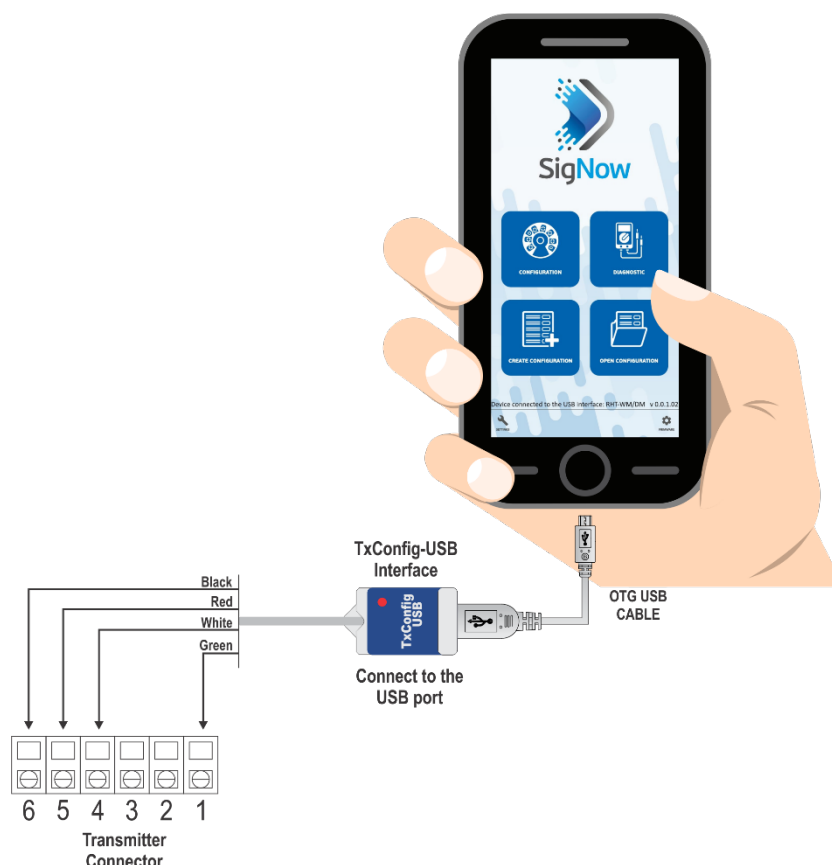 SigNow
CONFIGURATION
DIAGNOSTIC
CREATE CONFIGURATION
OPEN CONFIGURATION
Device connected to the USB interface: RHT-WM/DM v 0.0.1.02
TxConfig-USB
Interface
TxConfig
USB
Connect to the
USB port
OTG USB
CABLE
Black
Red
White
Green
6 5 4 3 2 1
Transmitter
Connector